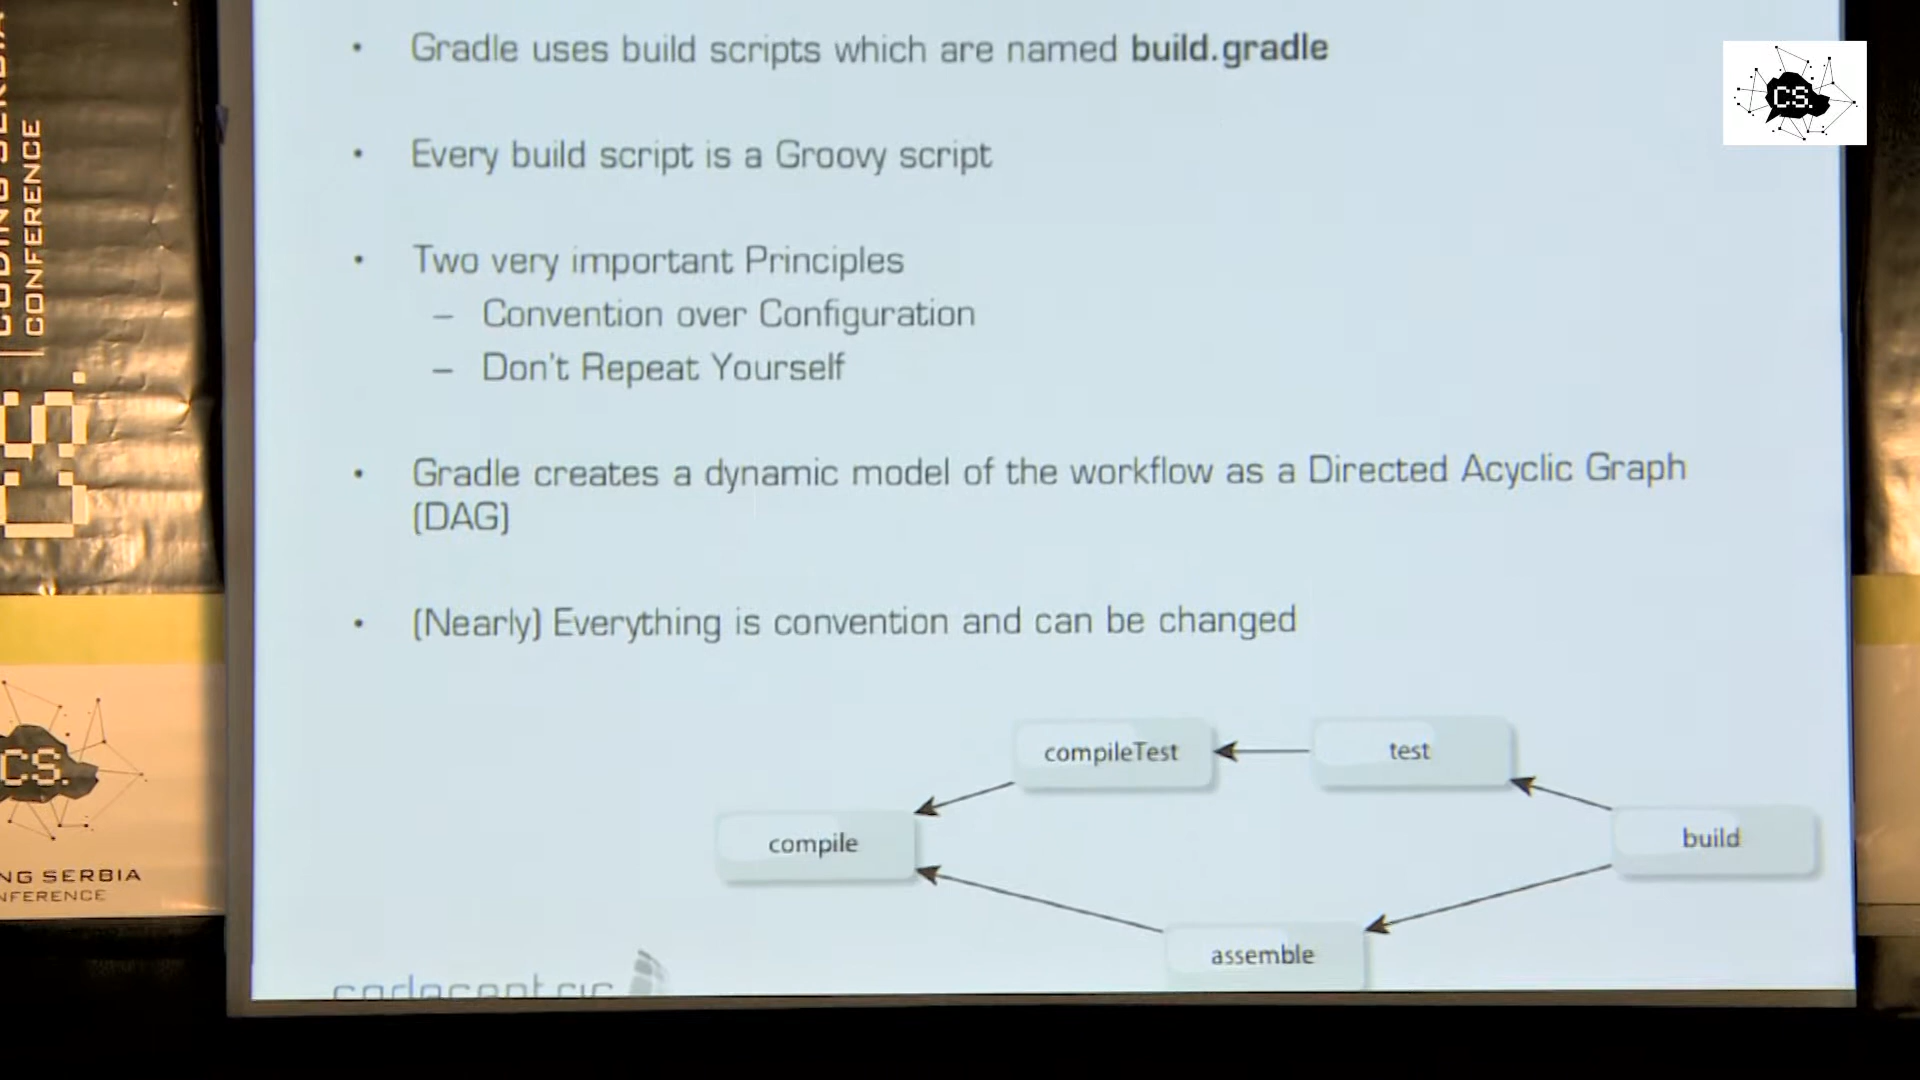 • Gradle uses build scripts which are named build.gradle
• Every build script is a Groovy script
• Two very important Principles
– Convention over Configuration
– Don't Repeat Yourself
• Gradle creates a dynamic model of the workflow as a Directed Acyclic Graph
(DAG)
• (Nearly) Everything is convention and can be changed
compileTest
test
compile
build
assemble
CS.
CS.
CONFERENCE
CS.
NG SERBIA
NFERENCE